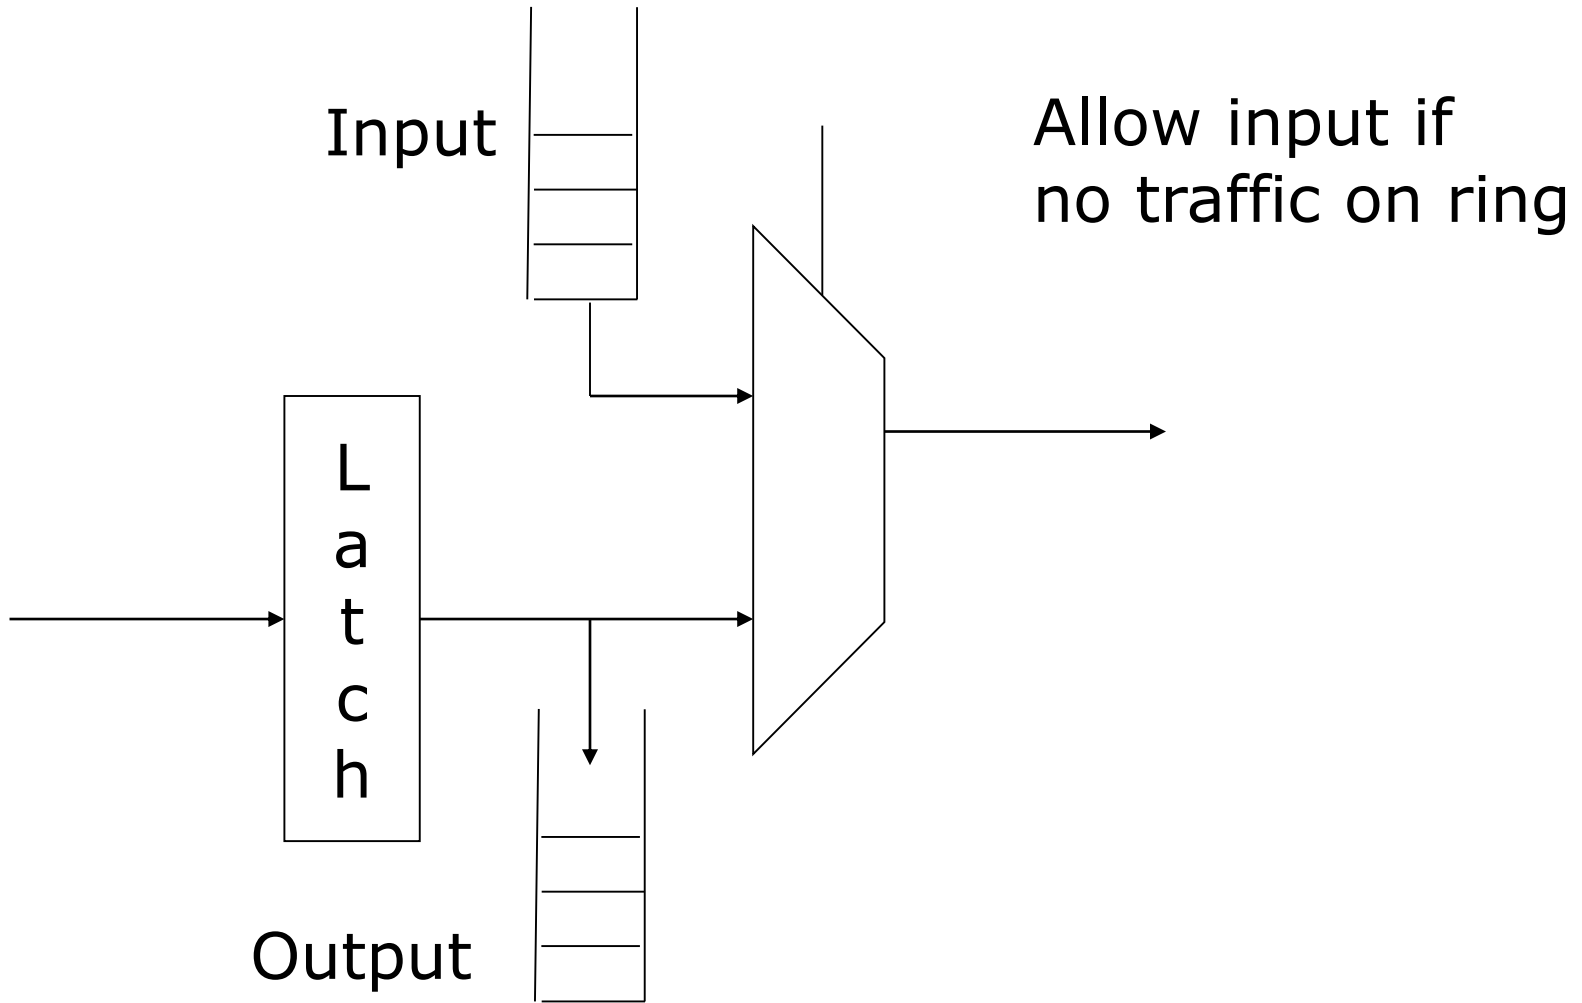 Input
Allow input if
no traffic on ring
L
a
t
c
h
Output